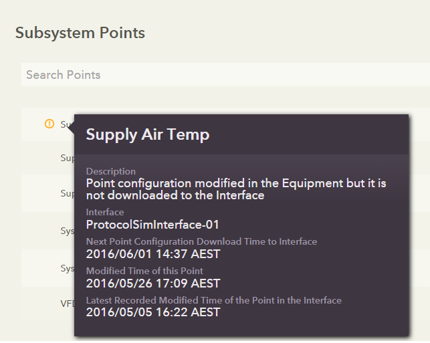 Subsystem Points
Search Points
Supply Air Temp
Description
Point configuration modified in the Equipment but it is
not downloaded to the Interface
Interface
ProtocolSimInterface-01
Next Point Configuration Download Time to Interface
2016/06/01 14:37 AEST
Modified Time of this Point
2016/05/26 17:09 AEST
Latest Recorded Modified Time of the Point in the Interface
2016/05/05 16:22 AEST
Su
Sup
Sup
Sys
Sys